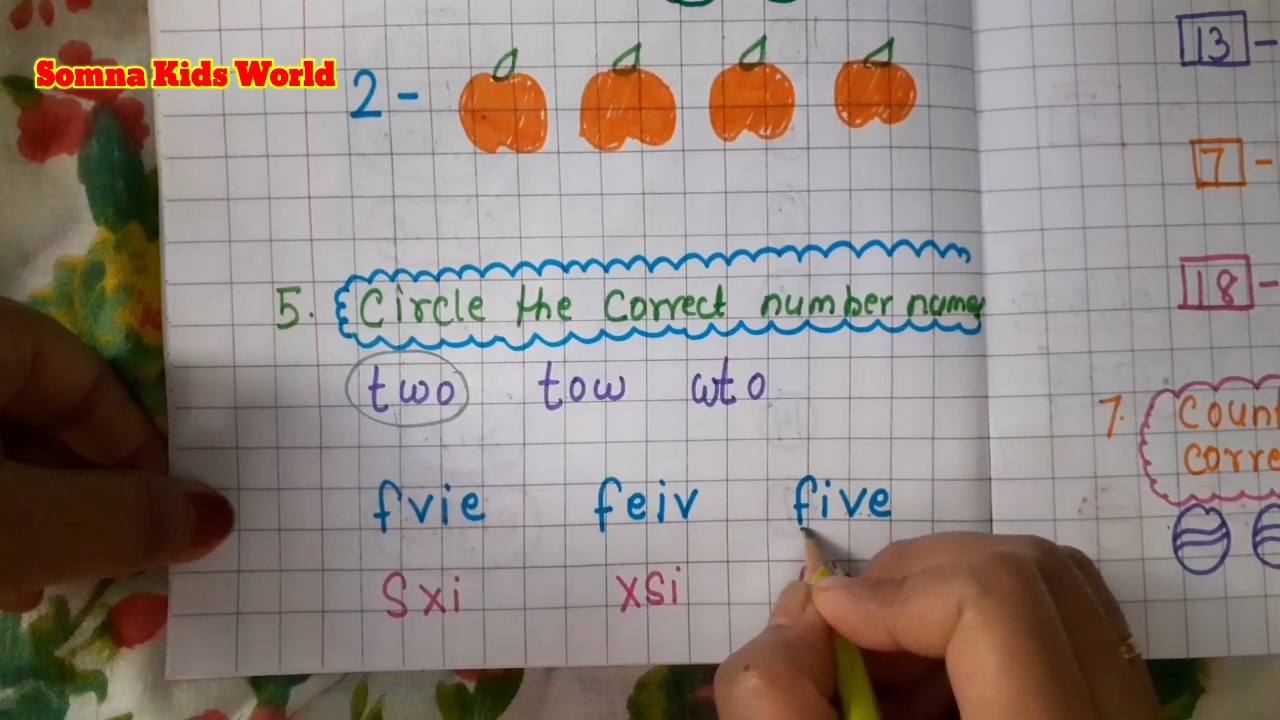 Somna Kids World
2 -
5. Circle the Correct number name
two tow wto
fvie feiv five
Sxi xsi
13 -
7 -
18 -
7. Count
Corre